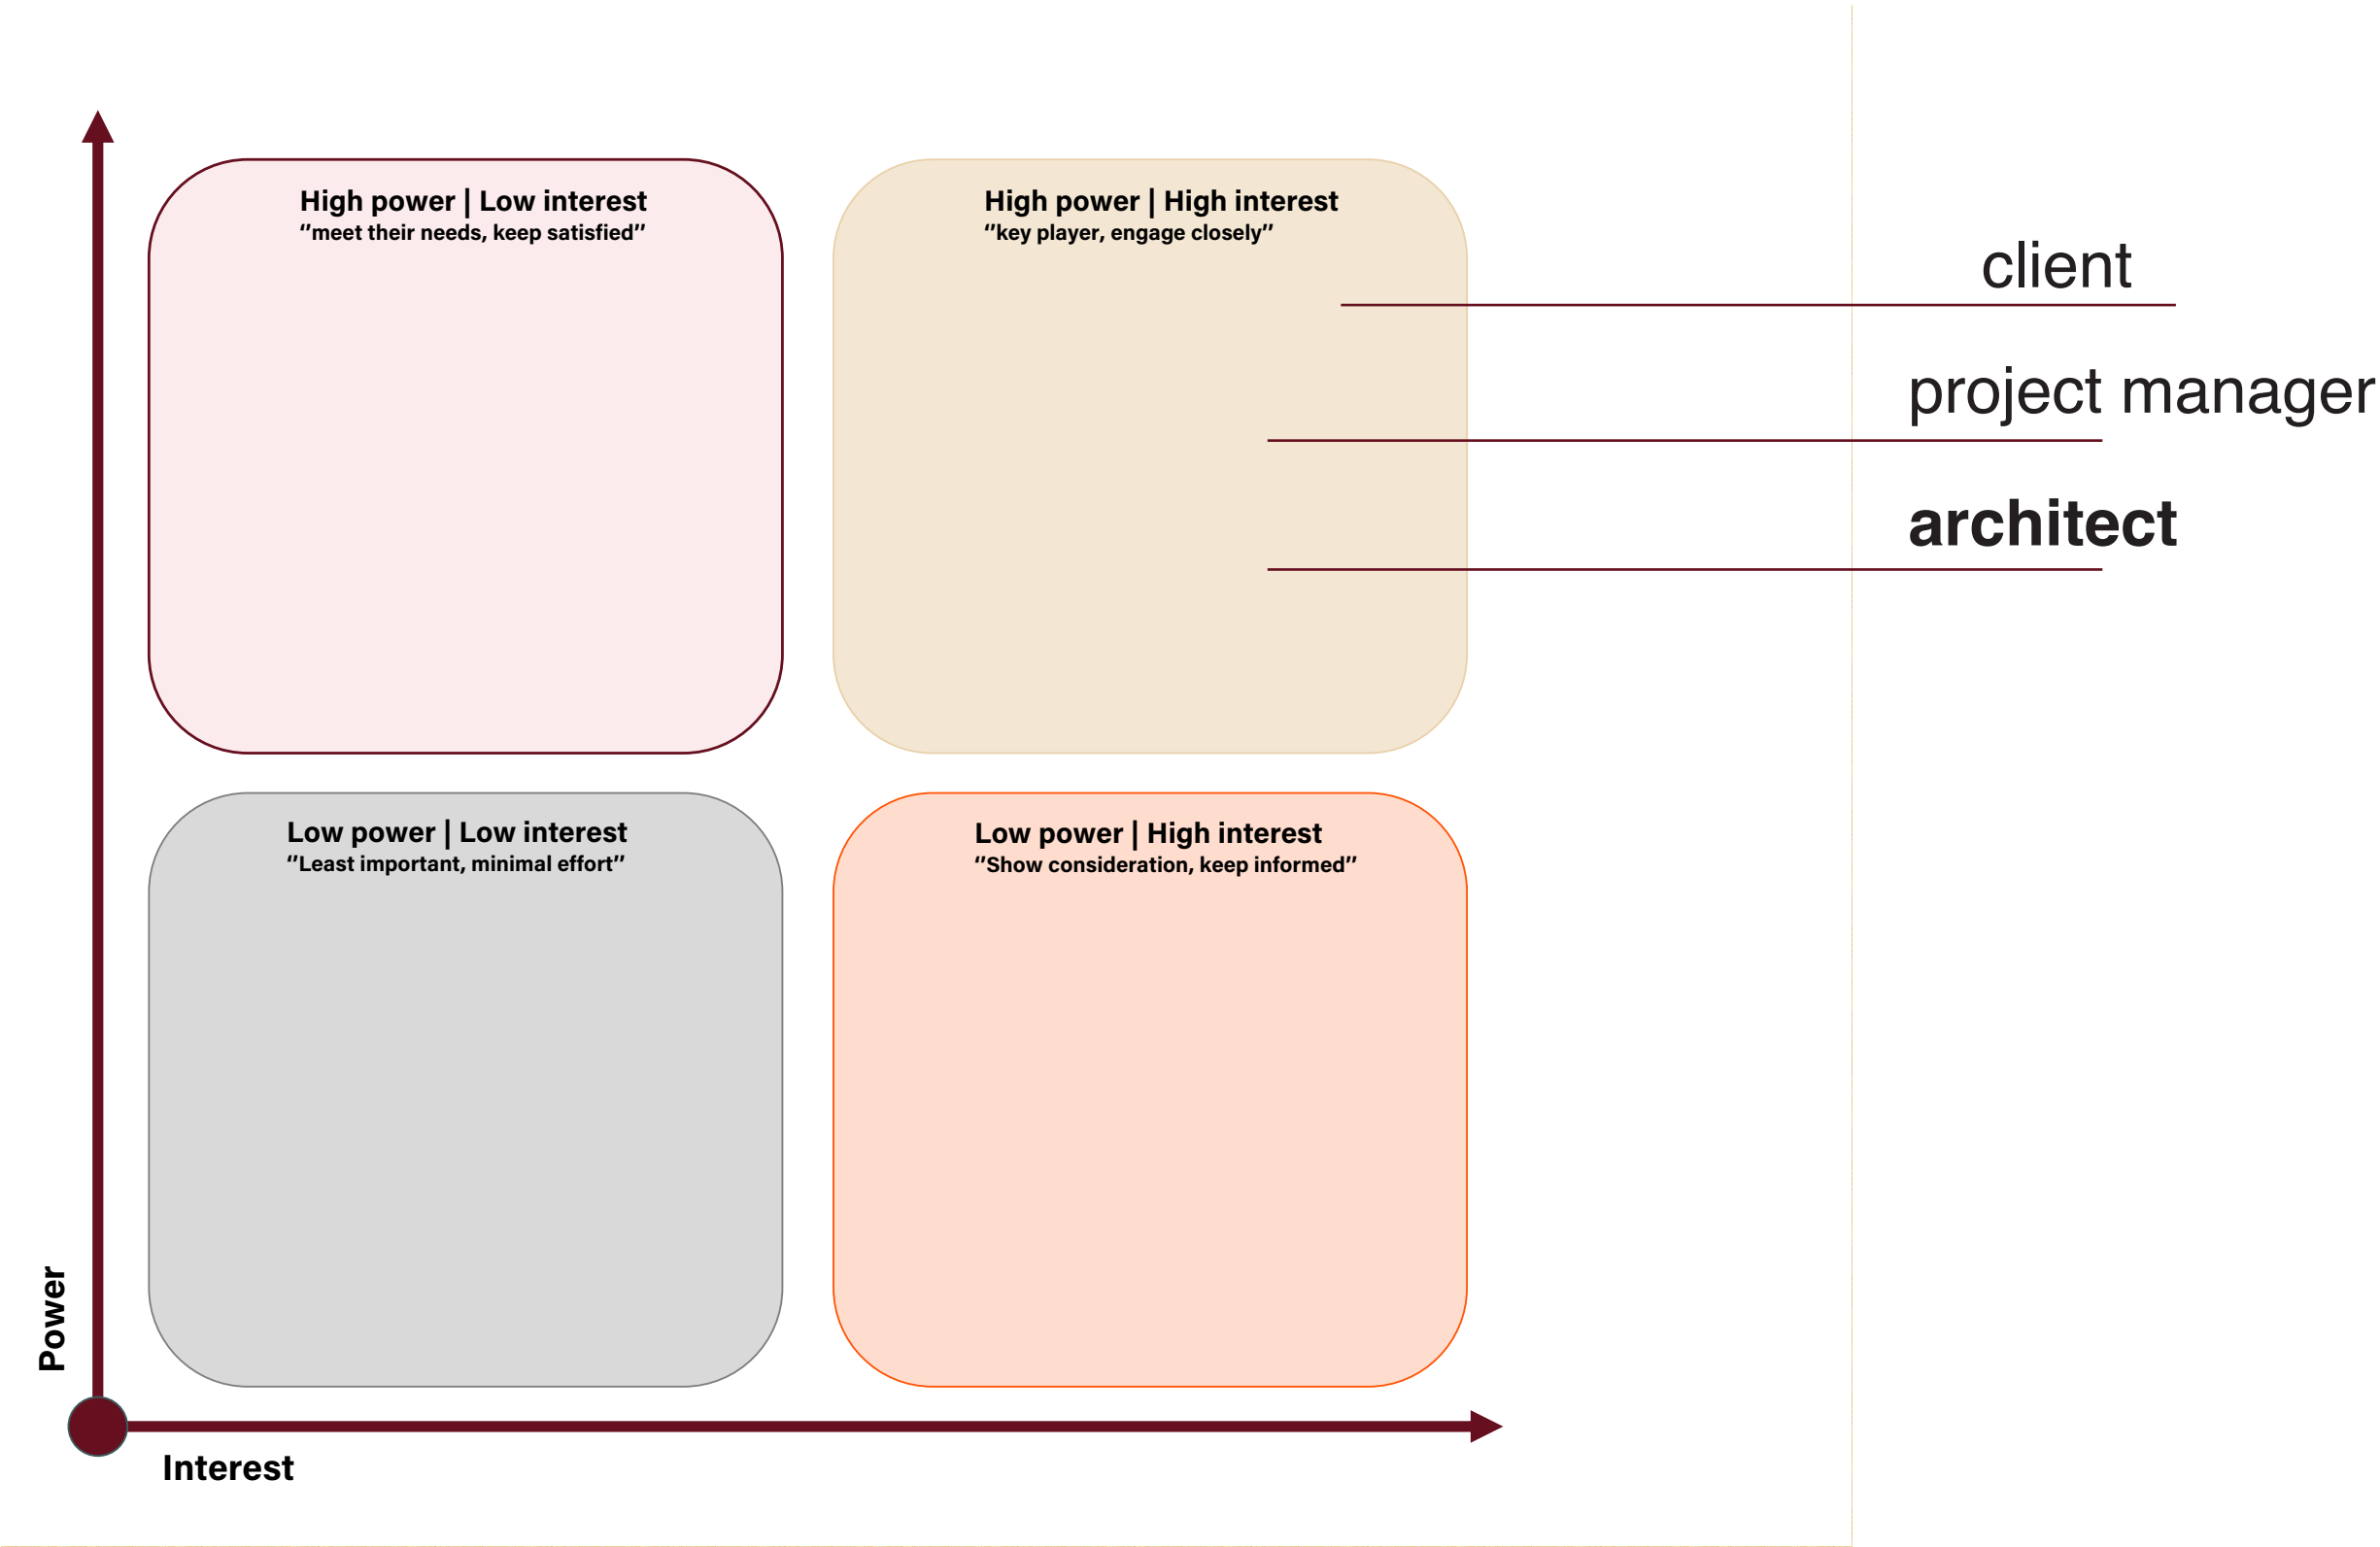 High power | Low interest
‘’meet their needs, keep satisfied’’
High power | High interest
‘’key player, engage closely’’
client
project manager
architect
Low power | Low interest
‘’Least important, minimal effort’’
Low power | High interest
‘’Show consideration, keep informed’’
Power
Interest